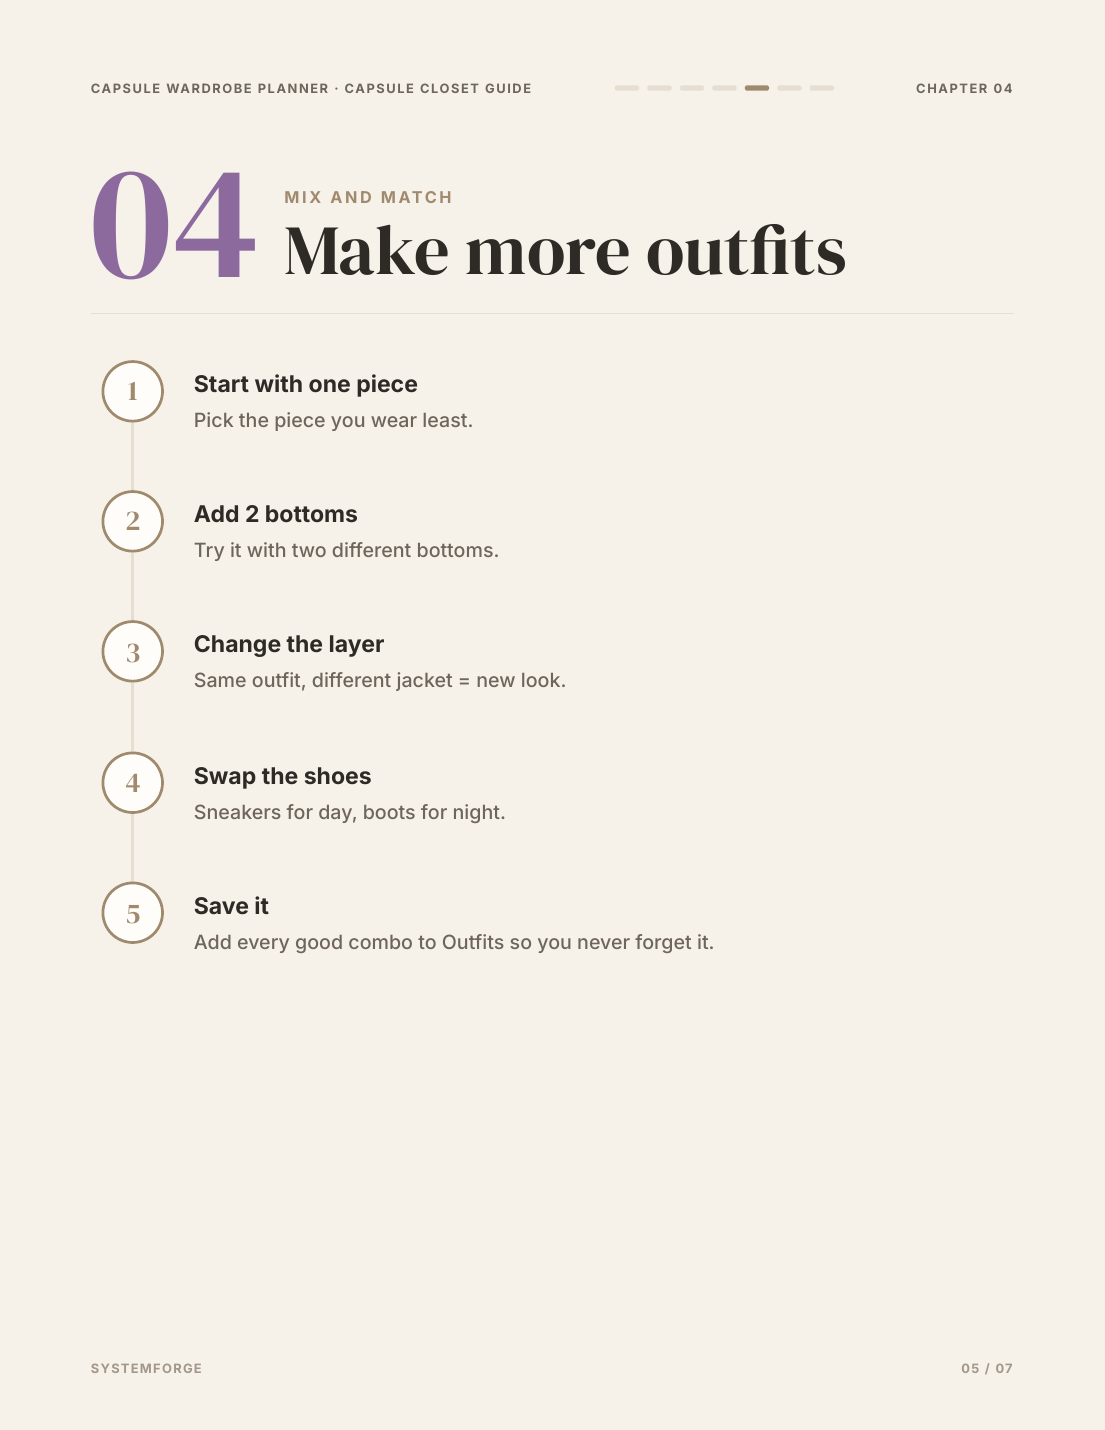 CAPSULE WARDROBE PLANNER · CAPSULE CLOSET GUIDE
CHAPTER 04
04
MIX AND MATCH
Make more outfits
1
Start with one piece
Pick the piece you wear least.
2
Add 2 bottoms
Try it with two different bottoms.
3
Change the layer
Same outfit, different jacket = new look.
4
Swap the shoes
Sneakers for day, boots for night.
5
Save it
Add every good combo to Outfits so you never forget it.
SYSTEMFORGE
05 / 07